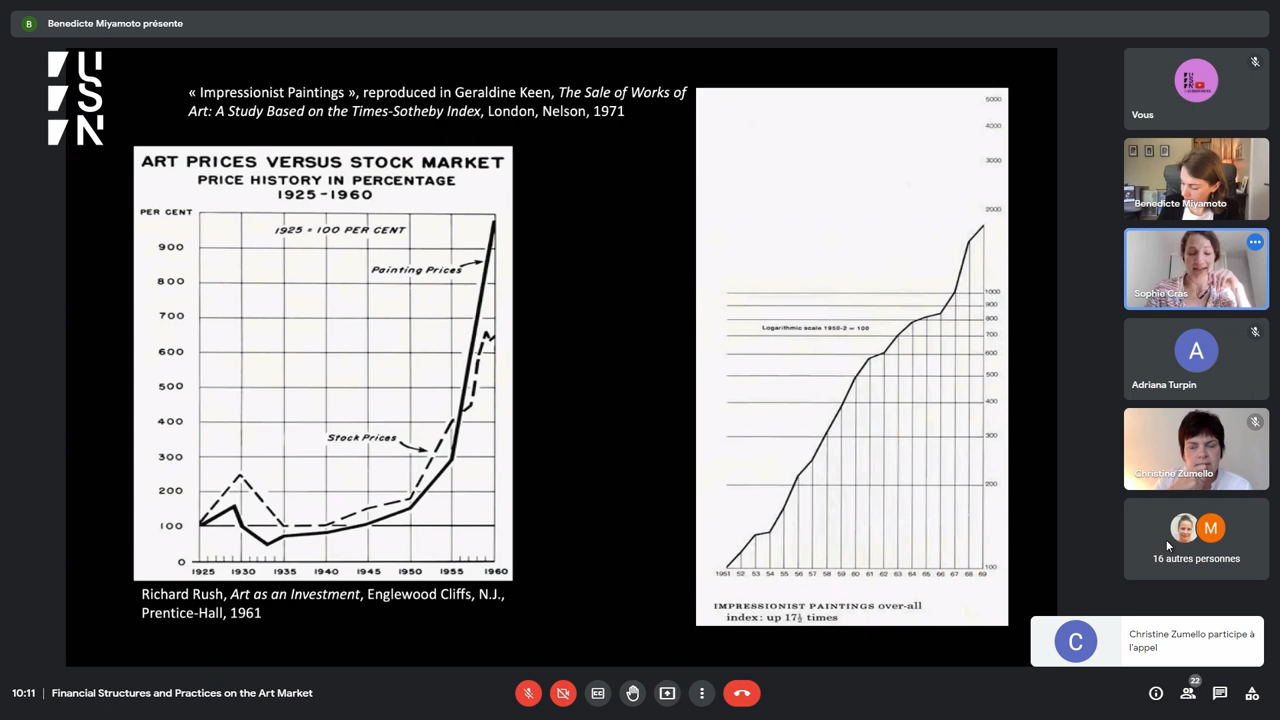 B Benedicte Miyamoto présente
USN
« Impressionist Paintings », reproduced in Geraldine Keen, The Sale of Works of
Art: A Study Based on the Times-Sotheby Index, London, Nelson, 1971
ART PRICES VERSUS STOCK MARKET
PRICE HISTORY IN PERCENTAGE
1925-1960
PER CENT
1925 = 100 PER CENT
900
Painting Prices
800
700
600
500
400
Stock Prices
300
200
100
0
1925 1930 1935 1940 1945 1950 1955 1960
Richard Rush, Art as an Investment, Englewood Cliffs, N.J.,
Prentice-Hall, 1961
5000
4000
3000
2000
1000
900
800
Logarithmic scale 1950-2 = 100
700
600
500
400
300
200
100
1951 52 53 54 55 56 57 58 59 60 61 62 63 64 65 66 67 68 69
IMPRESSIONIST PAINTINGS over-all
index: up 17½ times
Vous
Benedicte Miyamoto
Sophie Cras
A
Adriana Turpin
Christine Zumello
M
16 autres personnes
C
Christine Zumello participe à
l'appel
10:11 | Financial Structures and Practices on the Art Market
22